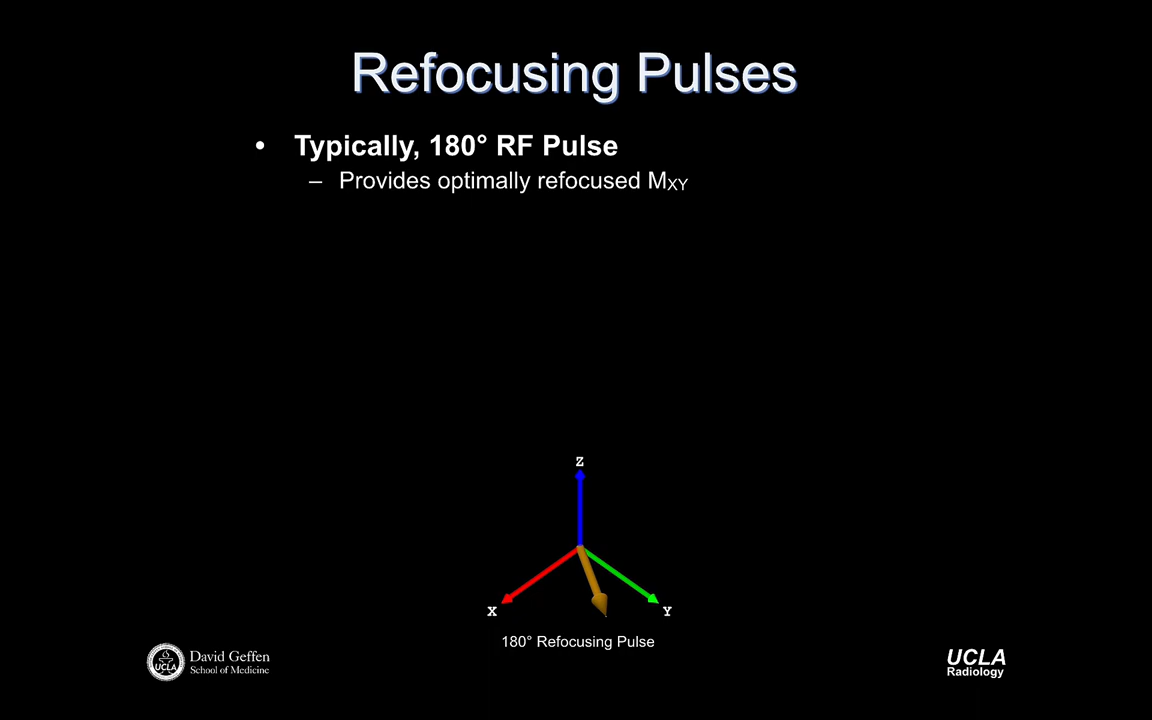 Refocusing Pulses
• Typically, 180° RF Pulse
– Provides optimally refocused MXY
Z
X
Y
180° Refocusing Pulse
UCLA
David Geffen
School of Medicine
UCLA
Radiology